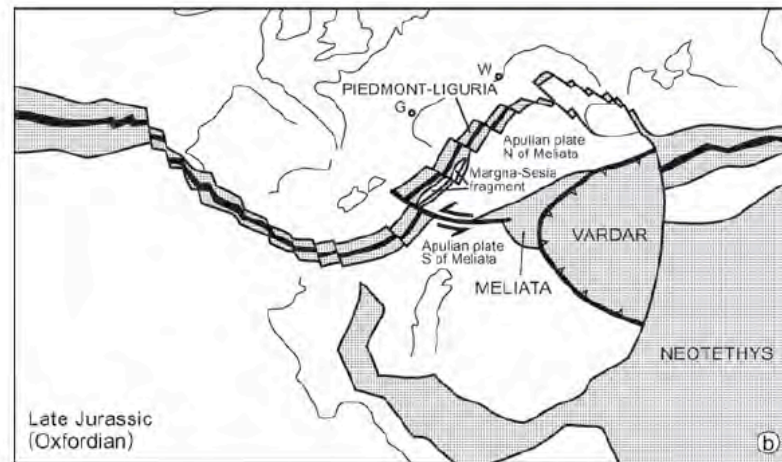 W
PIEDMONT-LIGURIA
G
Apulian plate
N of Meliata
Margna-Sesia
fragment
Apulian plate
S of Meliata
VARDAR
MELIATA
NEOTETHYS
Late Jurassic
(Oxfordian)
b